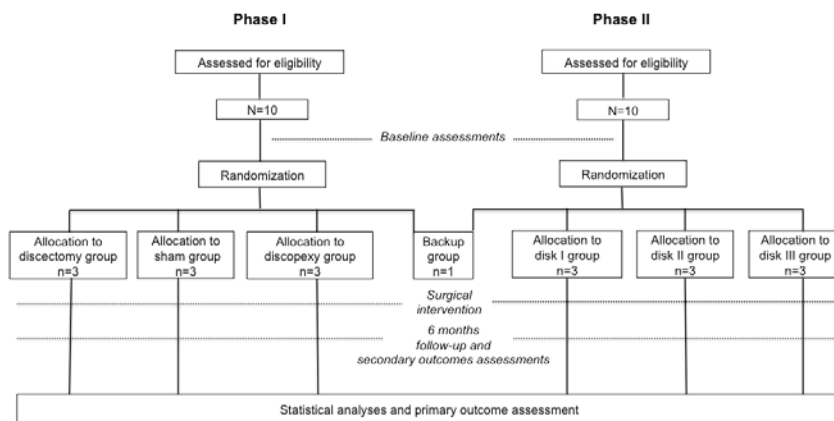 Phase I
Phase II
Assessed for eligibility
Assessed for eligibility
N=10
N=10
Baseline assessments
Randomization
Randomization
Allocation to
discectomy group
n=3
Allocation to
sham group
n=3
Allocation to
discopexy group
n=3
Backup
group
n=1
Allocation to
disk I group
n=3
Allocation to
disk II group
n=3
Allocation to
disk III group
n=3
Surgical
intervention
6 months
follow-up and
secondary outcomes assessments
Statistical analyses and primary outcome assessment